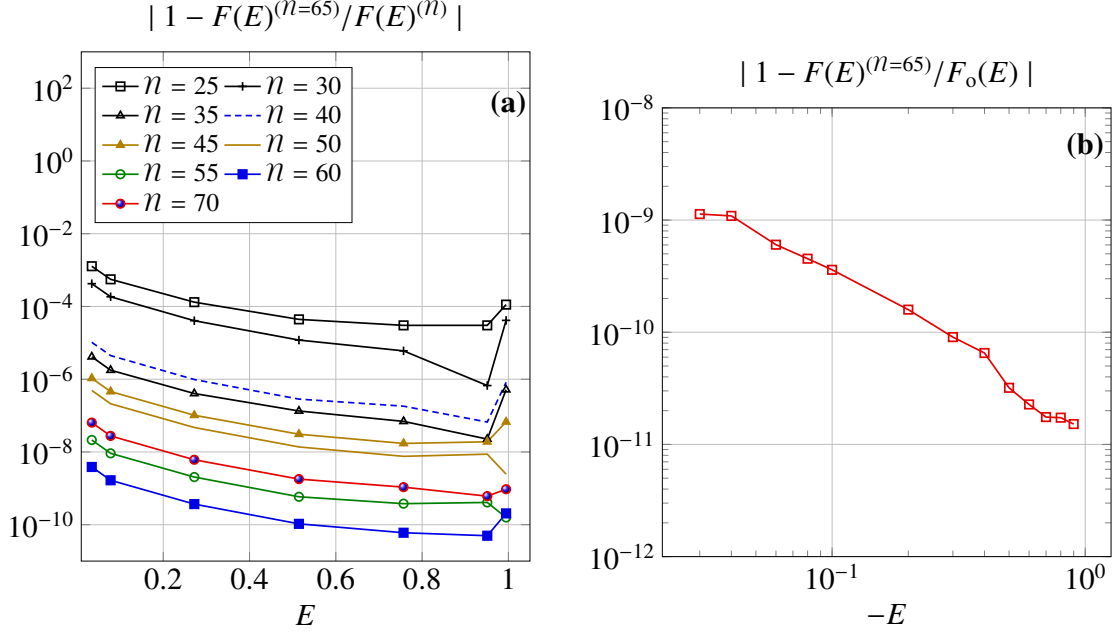 | 1 − F(E)^(n=65)/F(E)^(n) |
10^2
10^0
10^−2
10^−4
10^−6
10^−8
10^−10
n = 25 n = 30
n = 35 n = 40
n = 45 n = 50
n = 55 n = 60
n = 70
(a)
0.2 0.4 0.6 0.8 1
E
| 1 − F(E)^(n=65)/F_o(E) |
10^−8
10^−9
10^−10
10^−11
10^−12
(b)
10^−1 10^0
−E